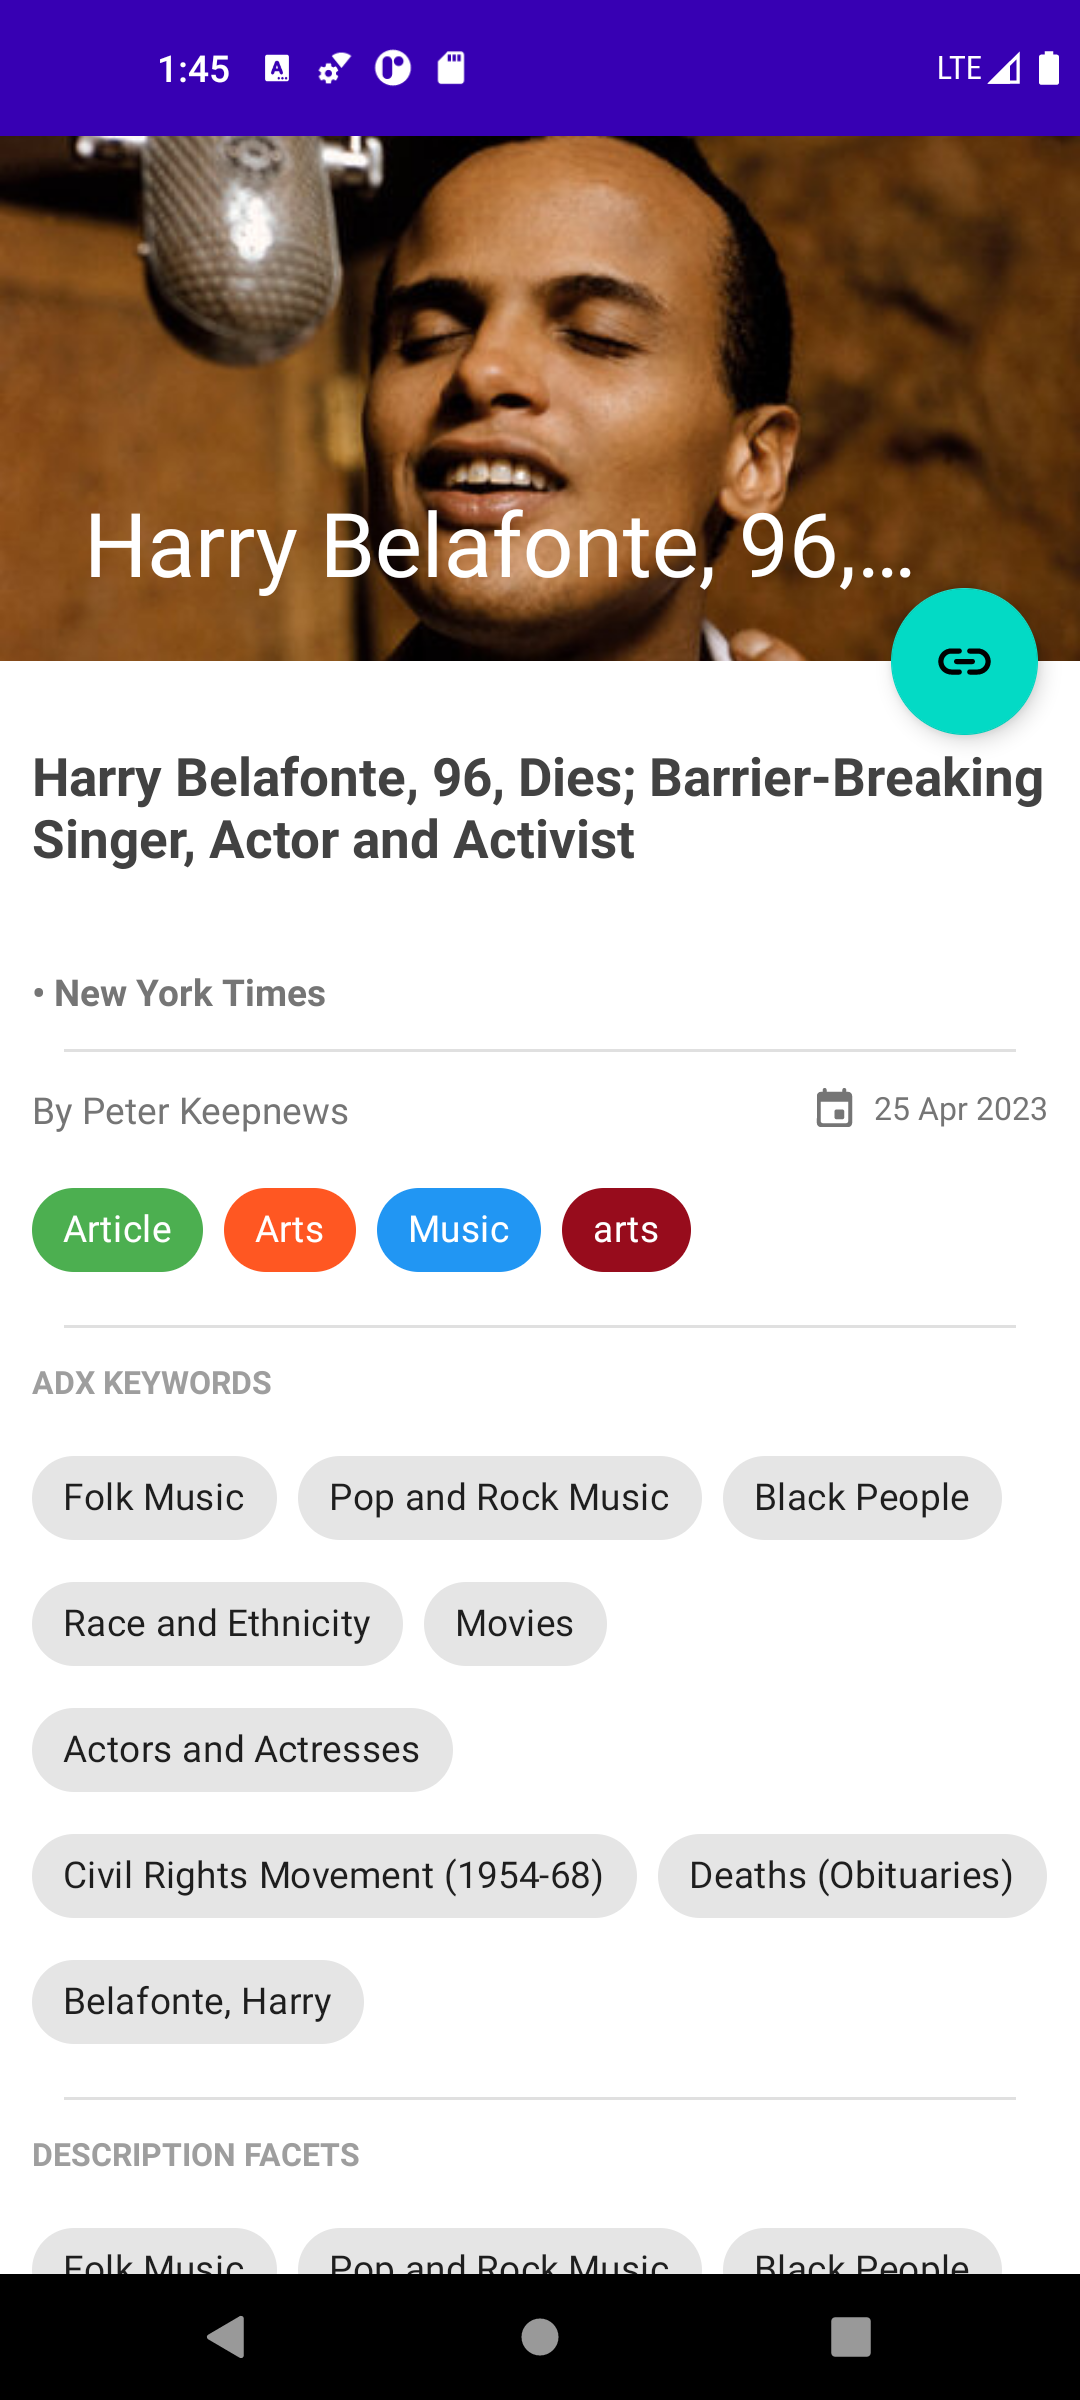 1:45
LTE
Harry Belafonte, 96,...
Harry Belafonte, 96, Dies; Barrier-Breaking
Singer, Actor and Activist
• New York Times
By Peter Keepnews
25 Apr 2023
Article
Arts
Music
arts
ADX KEYWORDS
Folk Music
Pop and Rock Music
Black People
Race and Ethnicity
Movies
Actors and Actresses
Civil Rights Movement (1954-68)
Deaths (Obituaries)
Belafonte, Harry
DESCRIPTION FACETS
Folk Music
Pop and Rock Music
Black People